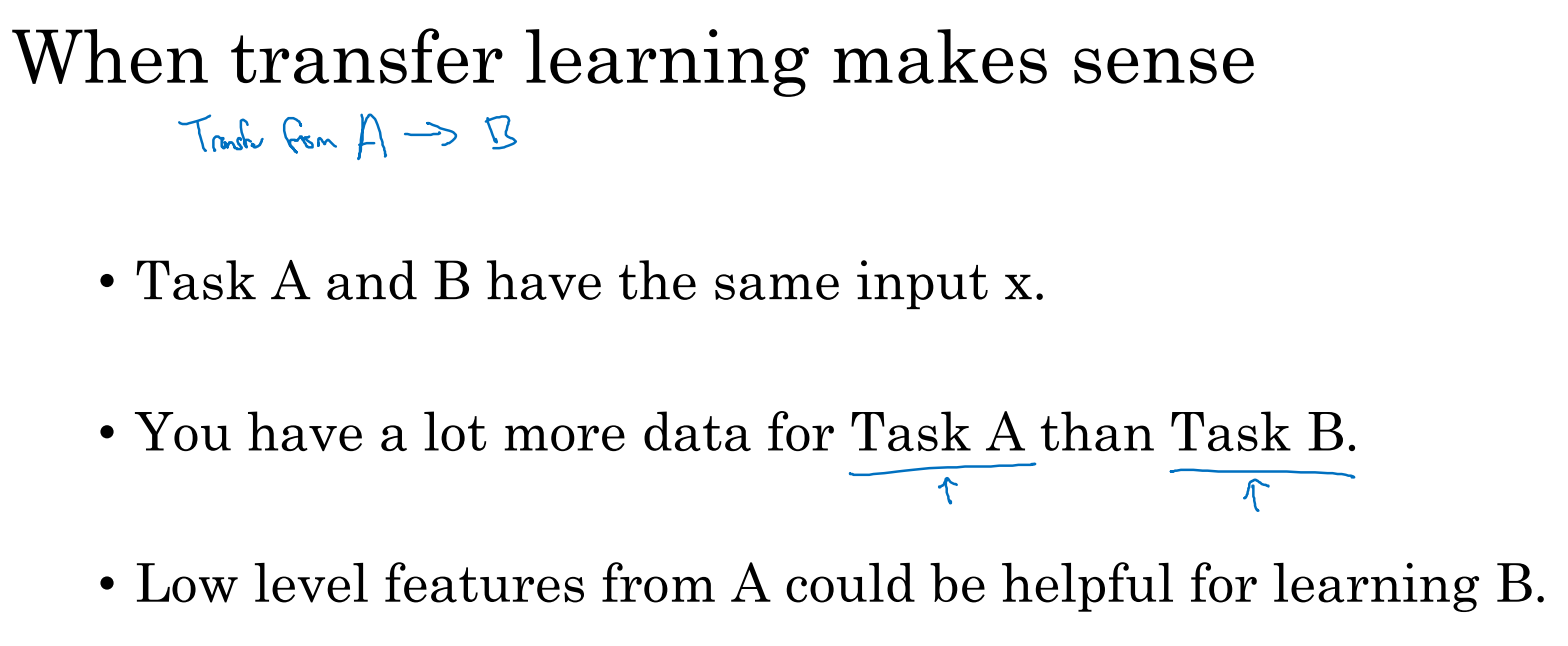 When transfer learning makes sense
Transfer from A → B
• Task A and B have the same input x.
• You have a lot more data for Task A than Task B.
↑ ↑
• Low level features from A could be helpful for learning B.